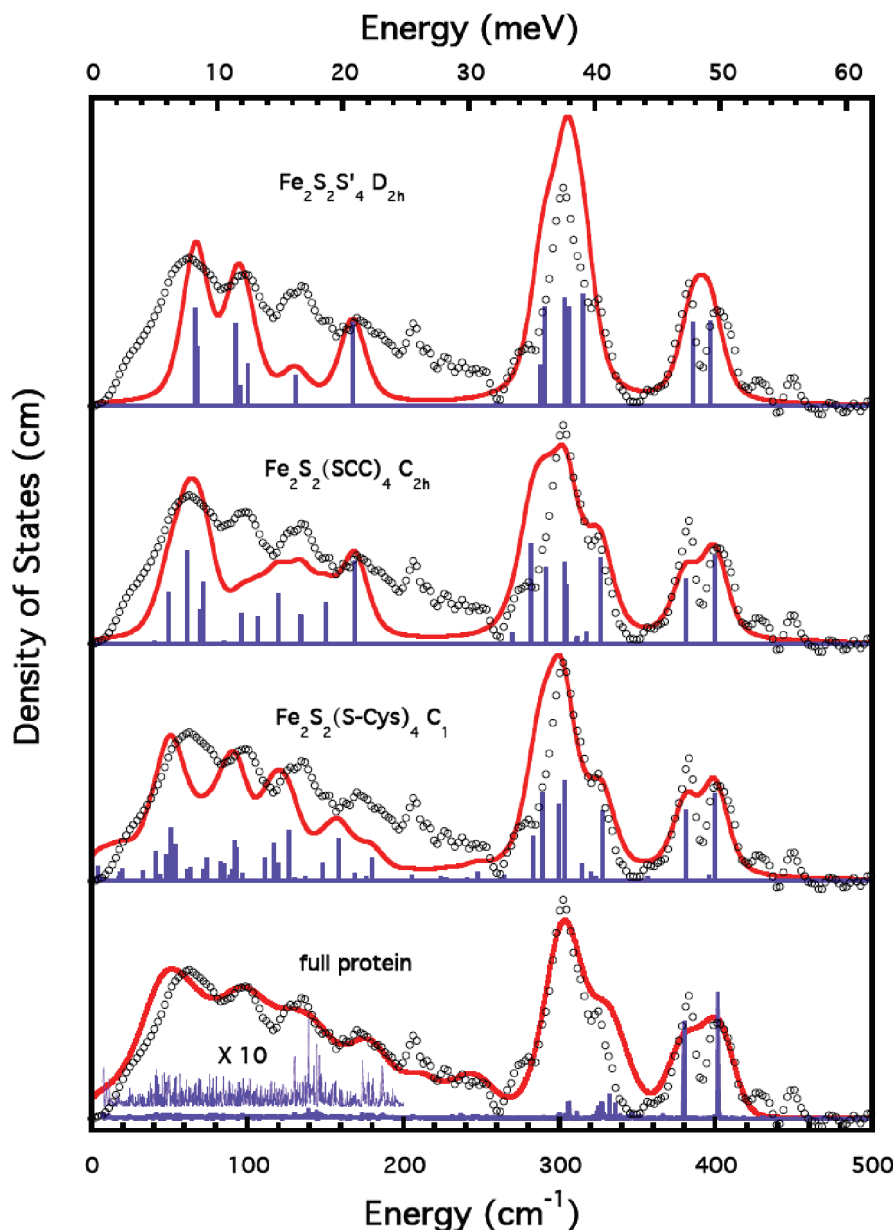 Energy (meV)
0 10 20 30 40 50 60
Fe2S2S'4 D2h
Fe2S2(SCC)4 C2h
Fe2S2(S-Cys)4 C1
full protein
X 10
Density of States (cm)
0 100 200 300 400 500
Energy (cm-1)